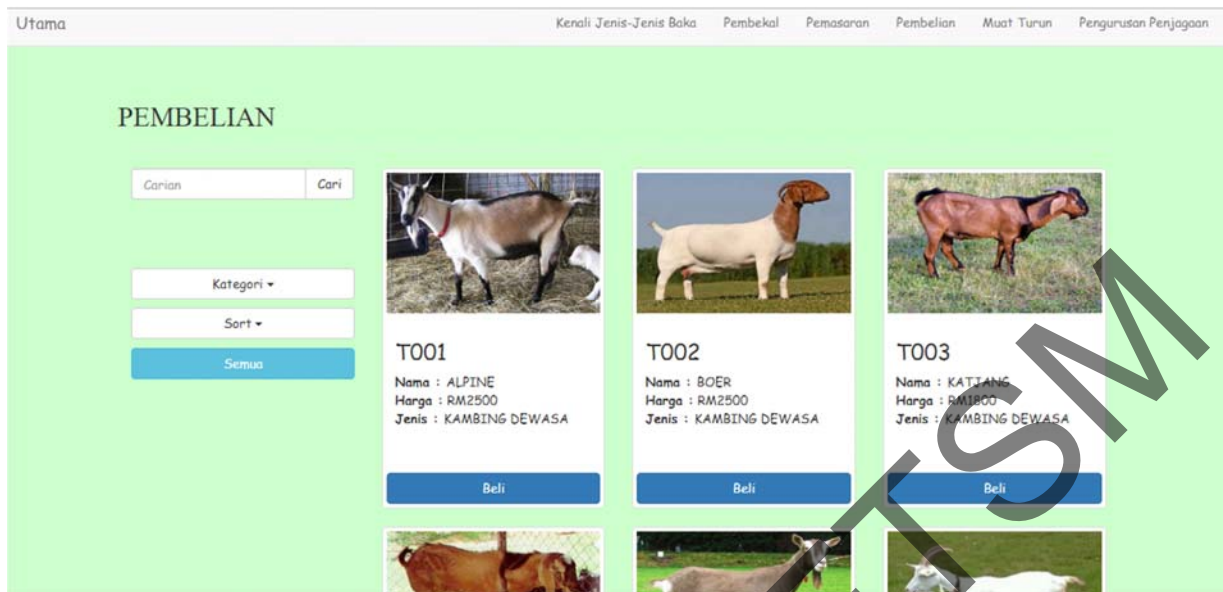 Utama Kenali Jenis-Jenis Baka Pembekal Pemasaran Pembelian Muat Turun Pengurusan Penjagaan
PEMBELIAN
Carian Cari
Kategori
Sort
Semua
T001
Nama : ALPINE
Harga : RM2500
Jenis : KAMBING DEWASA
Beli
T002
Nama : BOER
Harga : RM2500
Jenis : KAMBING DEWASA
Beli
T003
Nama : KATJANG
Harga : RM1800
Jenis : KAMBING DEWASA
Beli
TSM